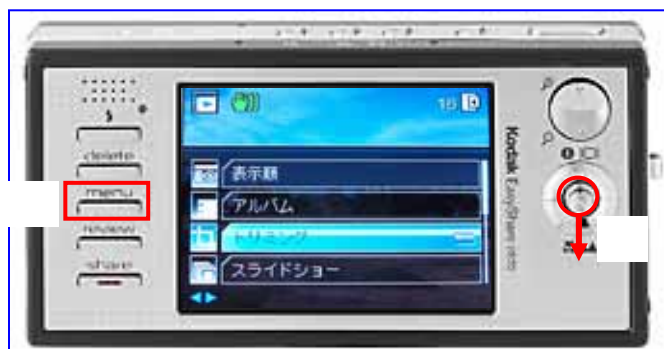 delete
menu
review
share
16
表示順
アルバム
トリミング
スライドショー
Kodak EasyShare